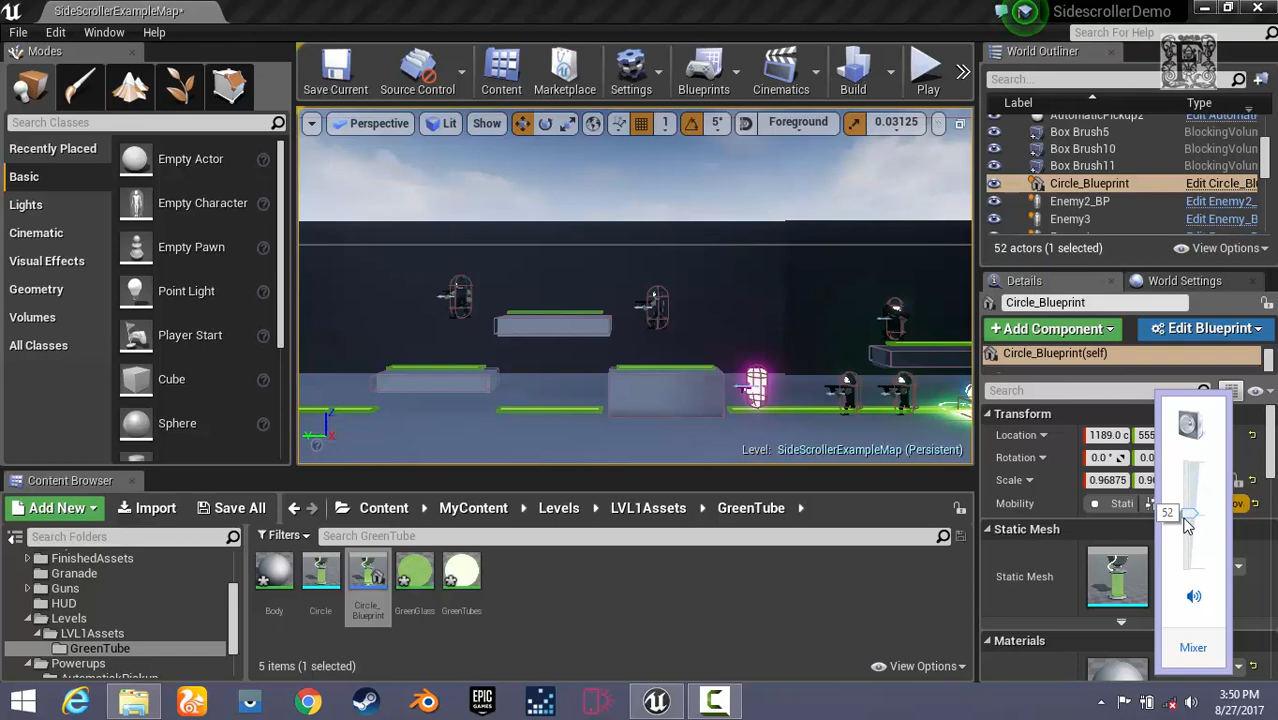 SideScrollerExampleMap*
SidescrollerDemo
File Edit Window Help
Search For Help
Modes
Search Classes
Recently Placed
Basic
Lights
Cinematic
Visual Effects
Geometry
Volumes
All Classes
Empty Actor
Empty Character
Empty Pawn
Point Light
Player Start
Cube
Sphere
Save Current
Source Control
Content
Marketplace
Settings
Blueprints
Cinematics
Build
Play
Perspective
Lit
Show
1
5°
Foreground
0.03125
Level: SideScrollerExampleMap (Persistent)
World Outliner
Search...
Label
Type
AutomaticPickup2 Edit Automati
Box Brush5 BlockingVolun
Box Brush10 BlockingVolun
Box Brush11 BlockingVolun
Circle_Blueprint Edit Circle_Bl
Enemy2_BP Edit Enemy2_
Enemy3 Edit Enemy_B
52 actors (1 selected)
View Options
Details
World Settings
Circle_Blueprint
+Add Component
Edit Blueprint
Circle_Blueprint(self)
Search
Transform
Location 1189.0 c 555
Rotation 0.0 ° 0.0
Scale 0.96875 0.96
Mobility Stati ov
Static Mesh
Static Mesh
Materials
52
Mixer
Content Browser
Add New
Import
Save All
Content
MyContent
Levels
LVL1Assets
GreenTube
Search Folders
FinishedAssets
Granade
Guns
HUD
Levels
LVL1Assets
GreenTube
Powerups
AutomatickPickup
Filters
Search GreenTube
Body
Circle
Circle_
Blueprint
GreenGlass
GreenTubes
5 items (1 selected)
View Options
EPIC
GAMES
3:50 PM
8/27/2017